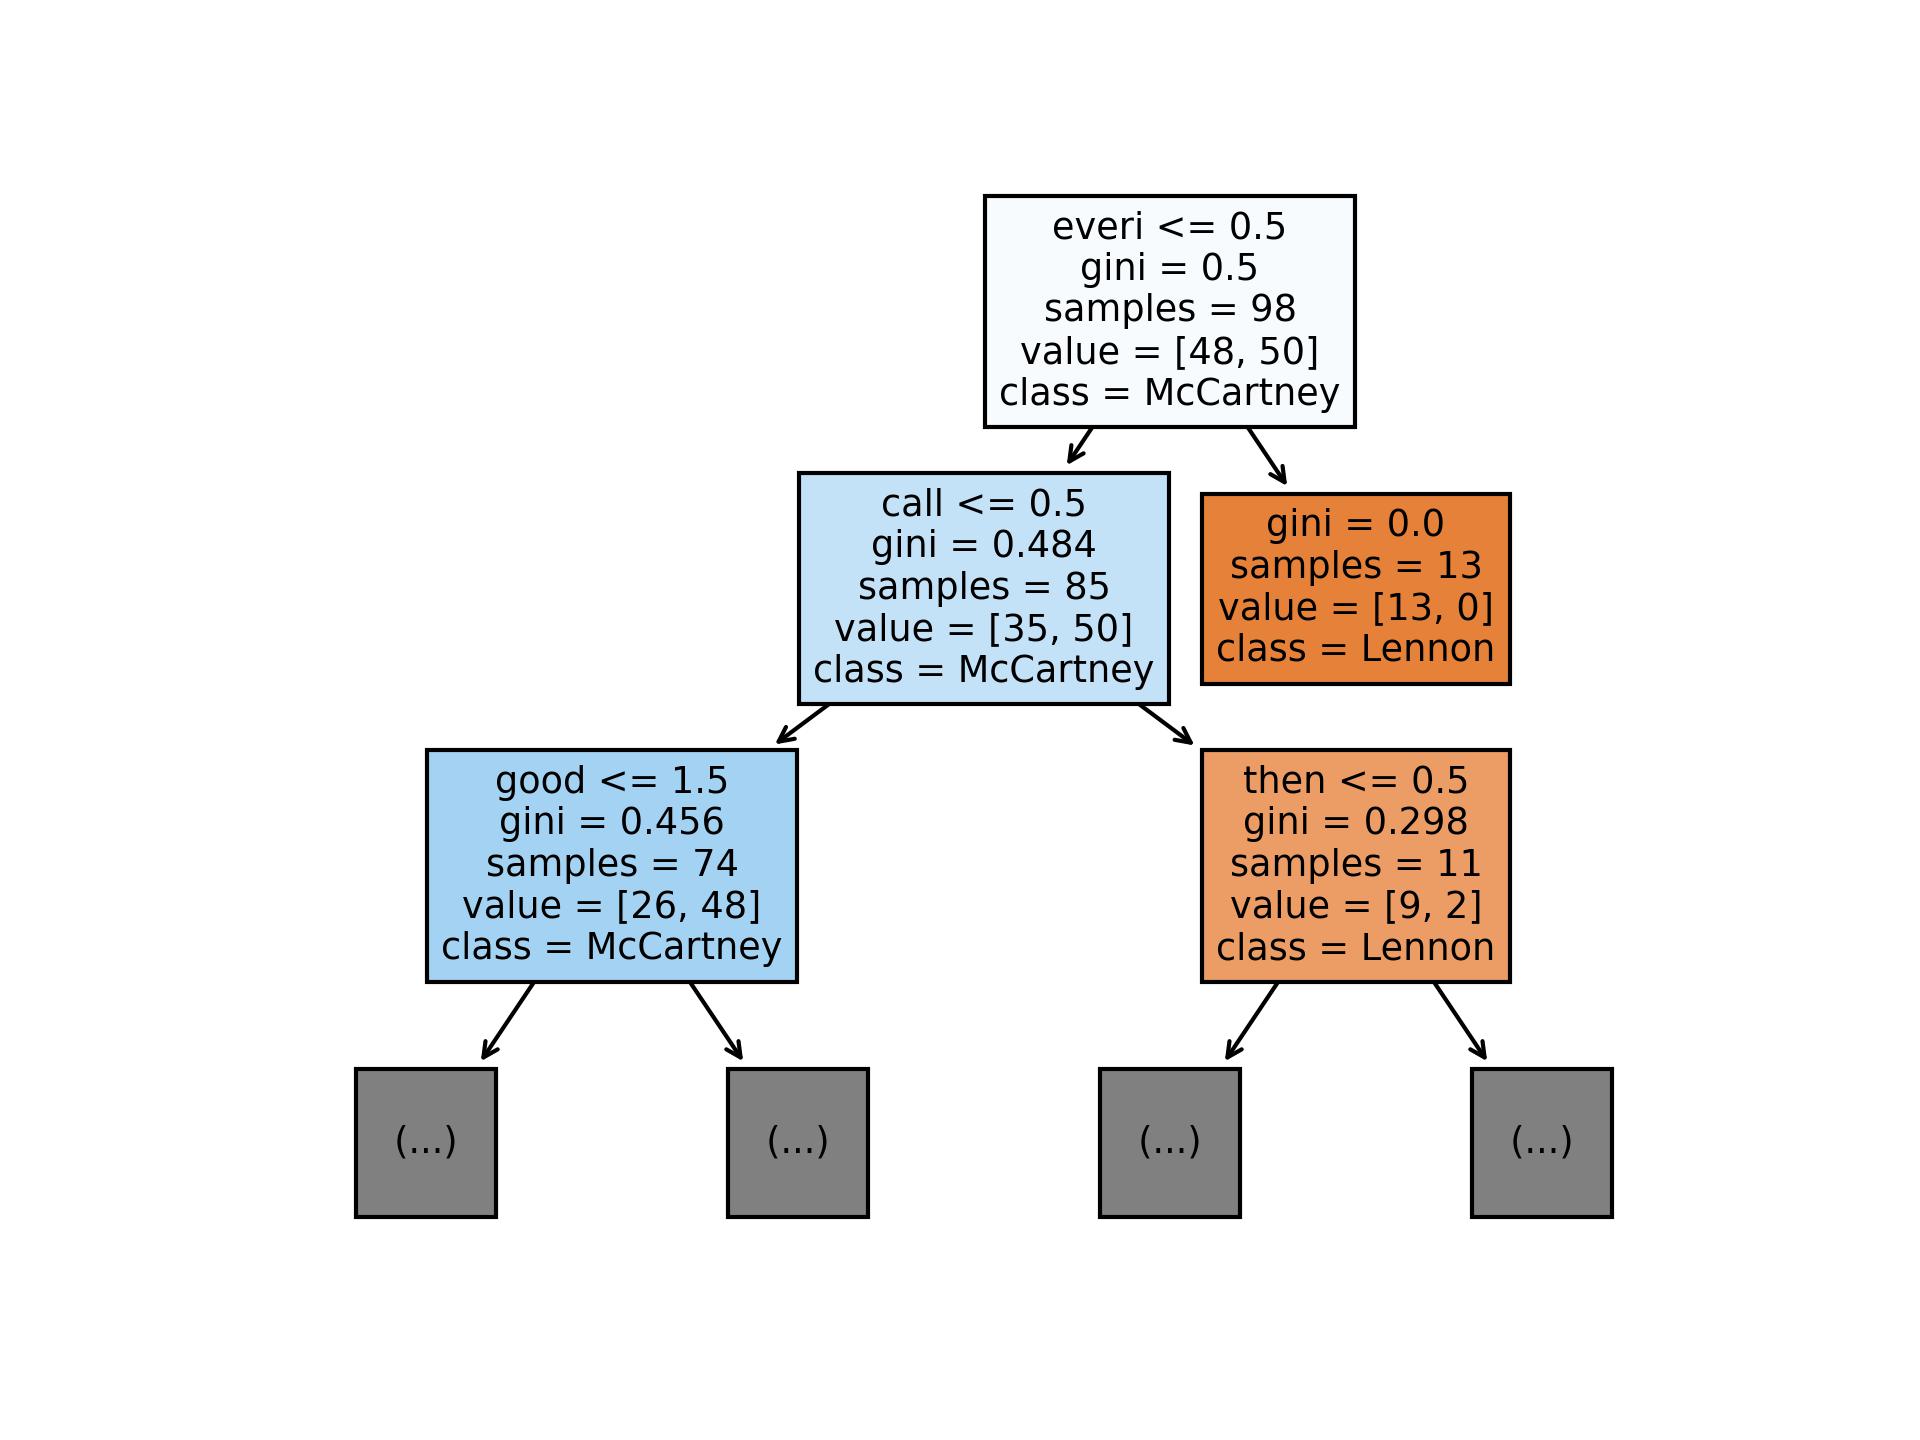 everi <= 0.5
gini = 0.5
samples = 98
value = [48, 50]
class = McCartney
call <= 0.5
gini = 0.484
samples = 85
value = [35, 50]
class = McCartney
gini = 0.0
samples = 13
value = [13, 0]
class = Lennon
good <= 1.5
gini = 0.456
samples = 74
value = [26, 48]
class = McCartney
then <= 0.5
gini = 0.298
samples = 11
value = [9, 2]
class = Lennon
(...)
(...)
(...)
(...)